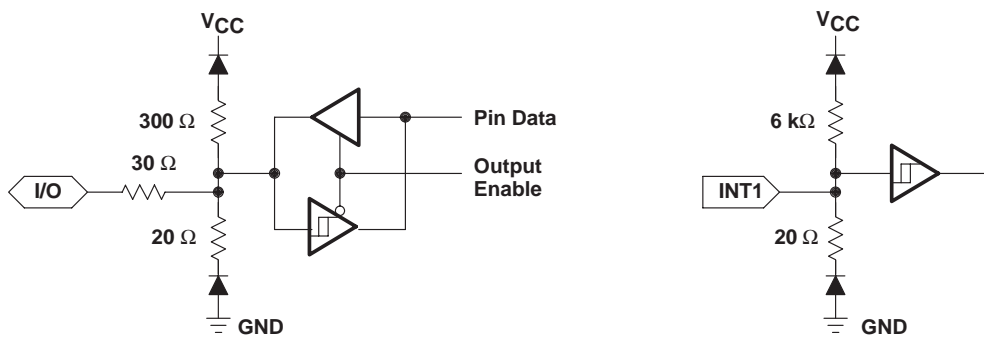 VCC
300 Ω
30 Ω
I/O
20 Ω
GND
Pin Data
Output
Enable
VCC
6 kΩ
INT1
20 Ω
GND